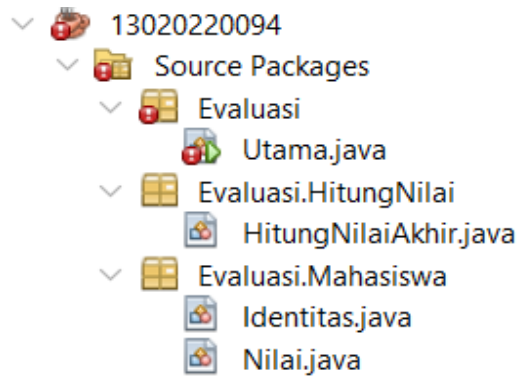 13020220094
Source Packages
Evaluasi
Utama.java
Evaluasi.HitungNilai
HitungNilaiAkhir.java
Evaluasi.Mahasiswa
Identitas.java
Nilai.java